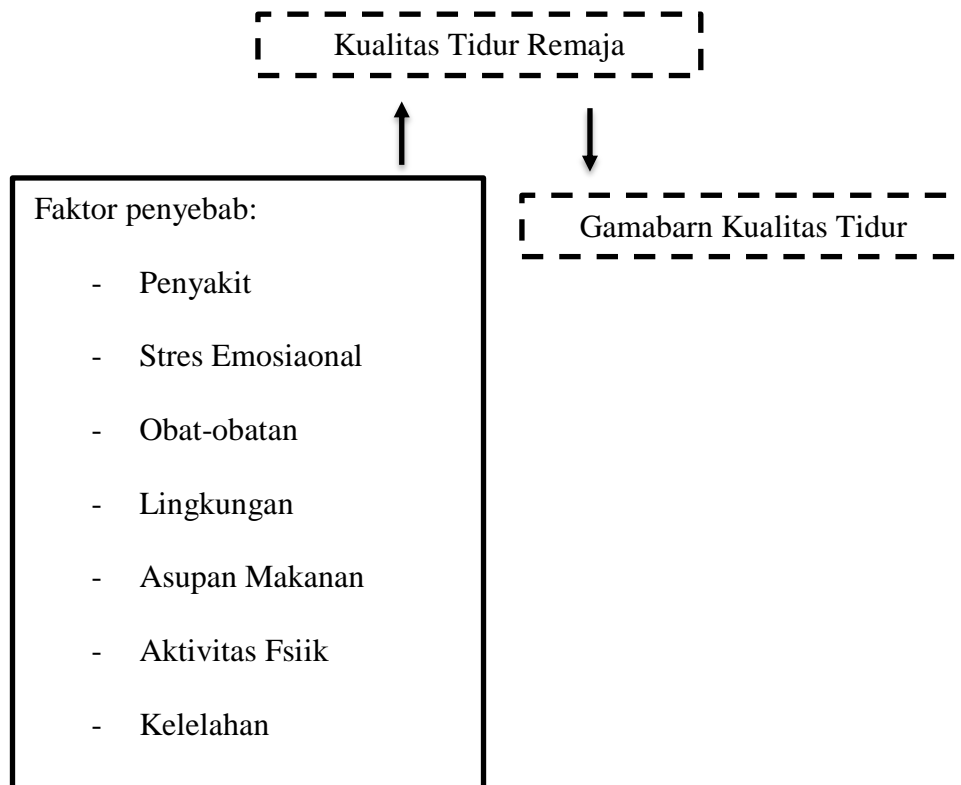 Kualitas Tidur Remaja
Faktor penyebab:
Gamabarn Kualitas Tidur
- Penyakit
- Stres Emosiaonal
- Obat-obatan
- Lingkungan
- Asupan Makanan
- Aktivitas Fsiik
- Kelelahan